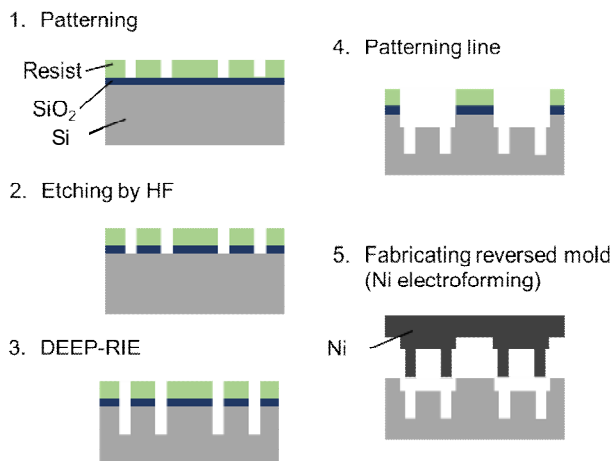 1. Patterning
Resist
SiO2
Si
2. Etching by HF
3. DEEP-RIE
4. Patterning line
5. Fabricating reversed mold
(Ni electroforming)
Ni